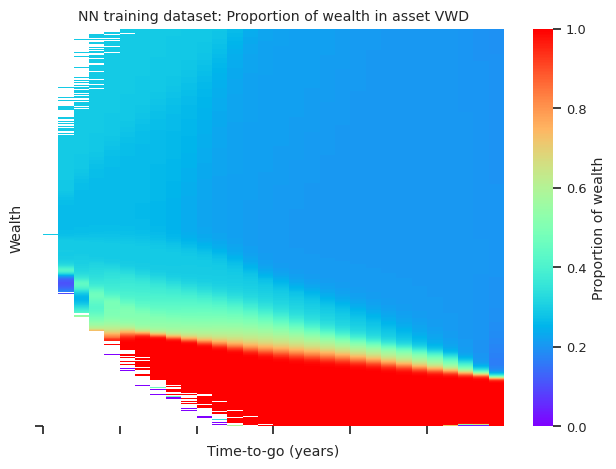 NN training dataset: Proportion of wealth in asset VWD
1.0
0.8
0.6
0.4
0.2
0.0
Proportion of wealth
Wealth
Time-to-go (years)